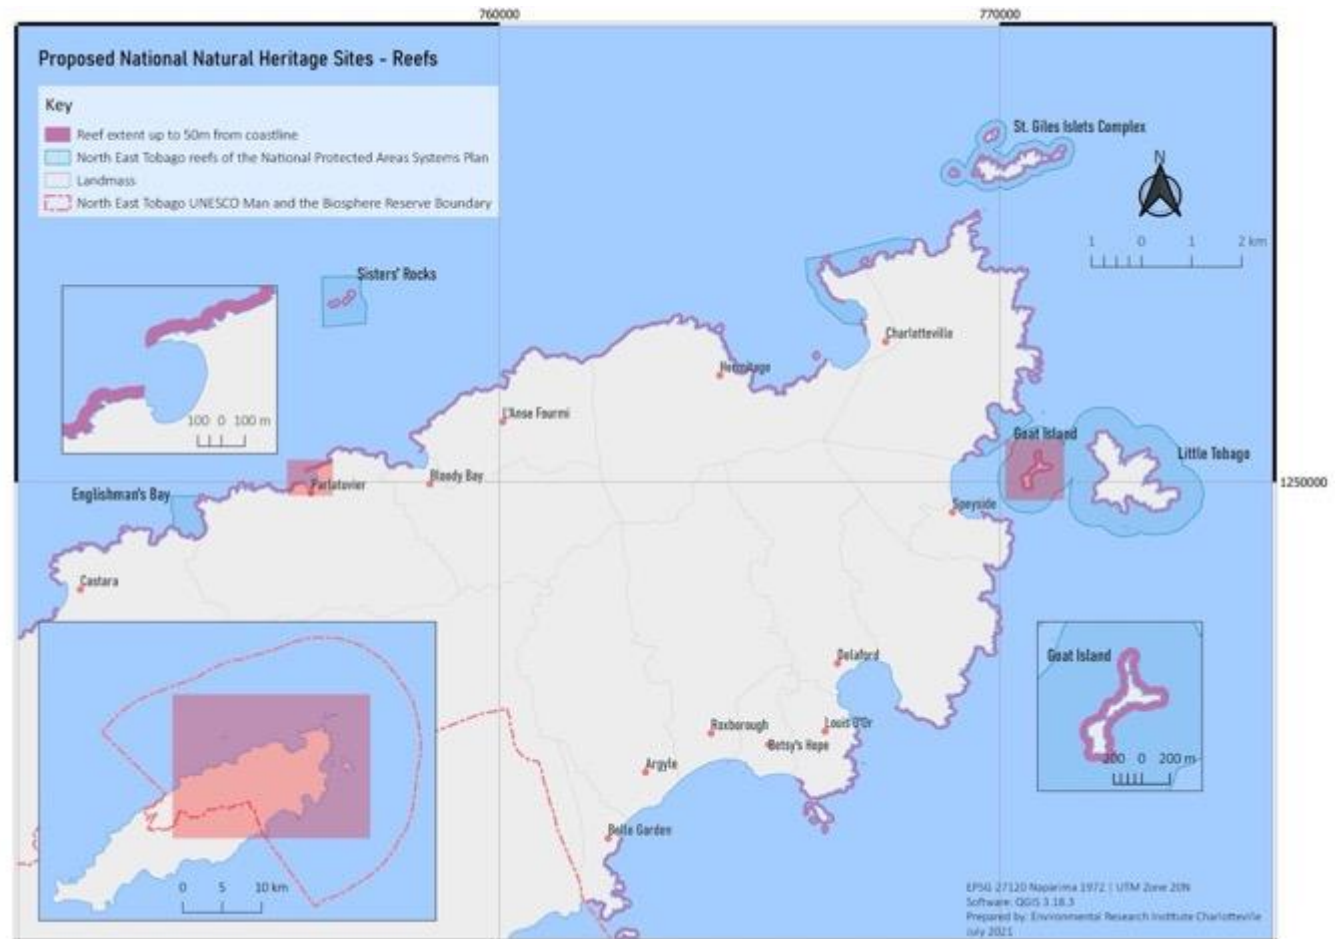 760000
770000
Proposed National Natural Heritage Sites - Reefs
Key
Reef extent up to 50m from coastline
North East Tobago reefs of the National Protected Areas Systems Plan
Landmass
North East Tobago UNESCO Man and the Biosphere Reserve Boundary
St. Giles Islets Complex
N
1 0 1 2 km
Sisters' Rocks
Charlotteville
Hermitage
100 0 100 m
L'Anse Fourmi
Goat Island
Little Tobago
Bloody Bay
Parlatuvier
1250000
Englishman's Bay
Speyside
Castara
Delaford
Goat Island
Roxborough
Louis D'Or
Betsy's Hope
200 0 200 m
Argyle
Belle Garden
0 5 10 km
EPSG 27120 Naparima 1972 | UTM Zone 20N
Software: QGIS 3.18.3
Prepared by: Environmental Research Institute Charlotteville
July 2021